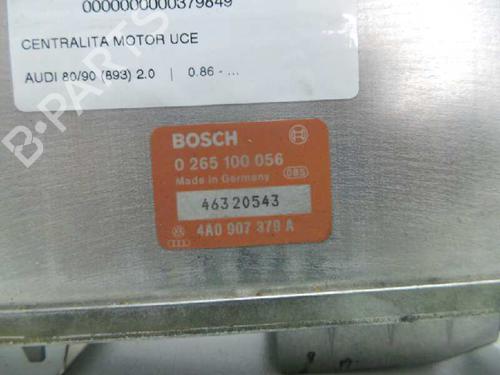 0000000000379849
CENTRALITA MOTOR UCE
AUDI 80/90 (893) 2.0 | 0.86 - ...
B-PARTS
BOSCH
0 265 100 056
Made in Germany
085
46320543
4A0 907 379 A